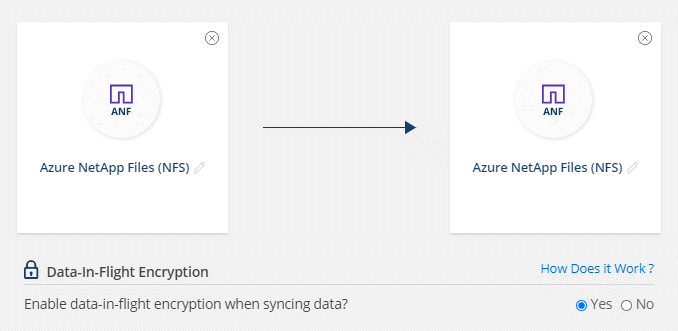 ANF
ANF
Azure NetApp Files (NFS)
Azure NetApp Files (NFS)
Data-In-Flight Encryption
How Does it Work ?
Enable data-in-flight encryption when syncing data?
Yes
No